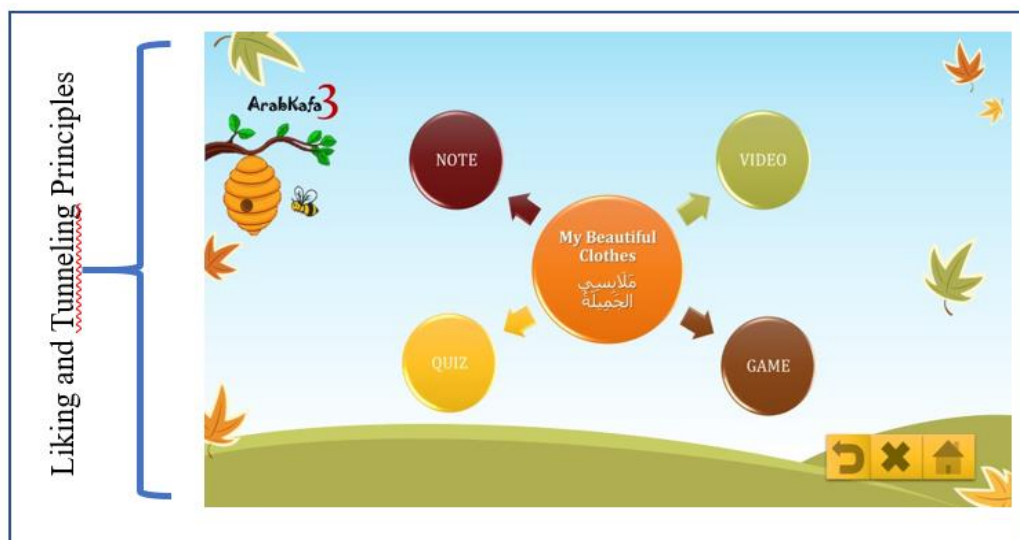 Liking and Tunneling Principles
ArabKafa3
NOTE
VIDEO
My Beautiful
Clothes
مَلَابِسِي
الجَمِيلَةُ
QUIZ
GAME